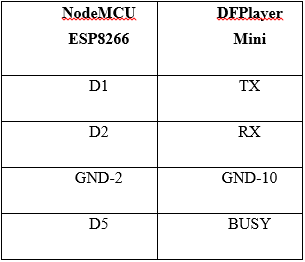 NodeMCU DFPlayer
ESP8266 Mini
D1 TX
D2 RX
GND-2 GND-10
D5 BUSY